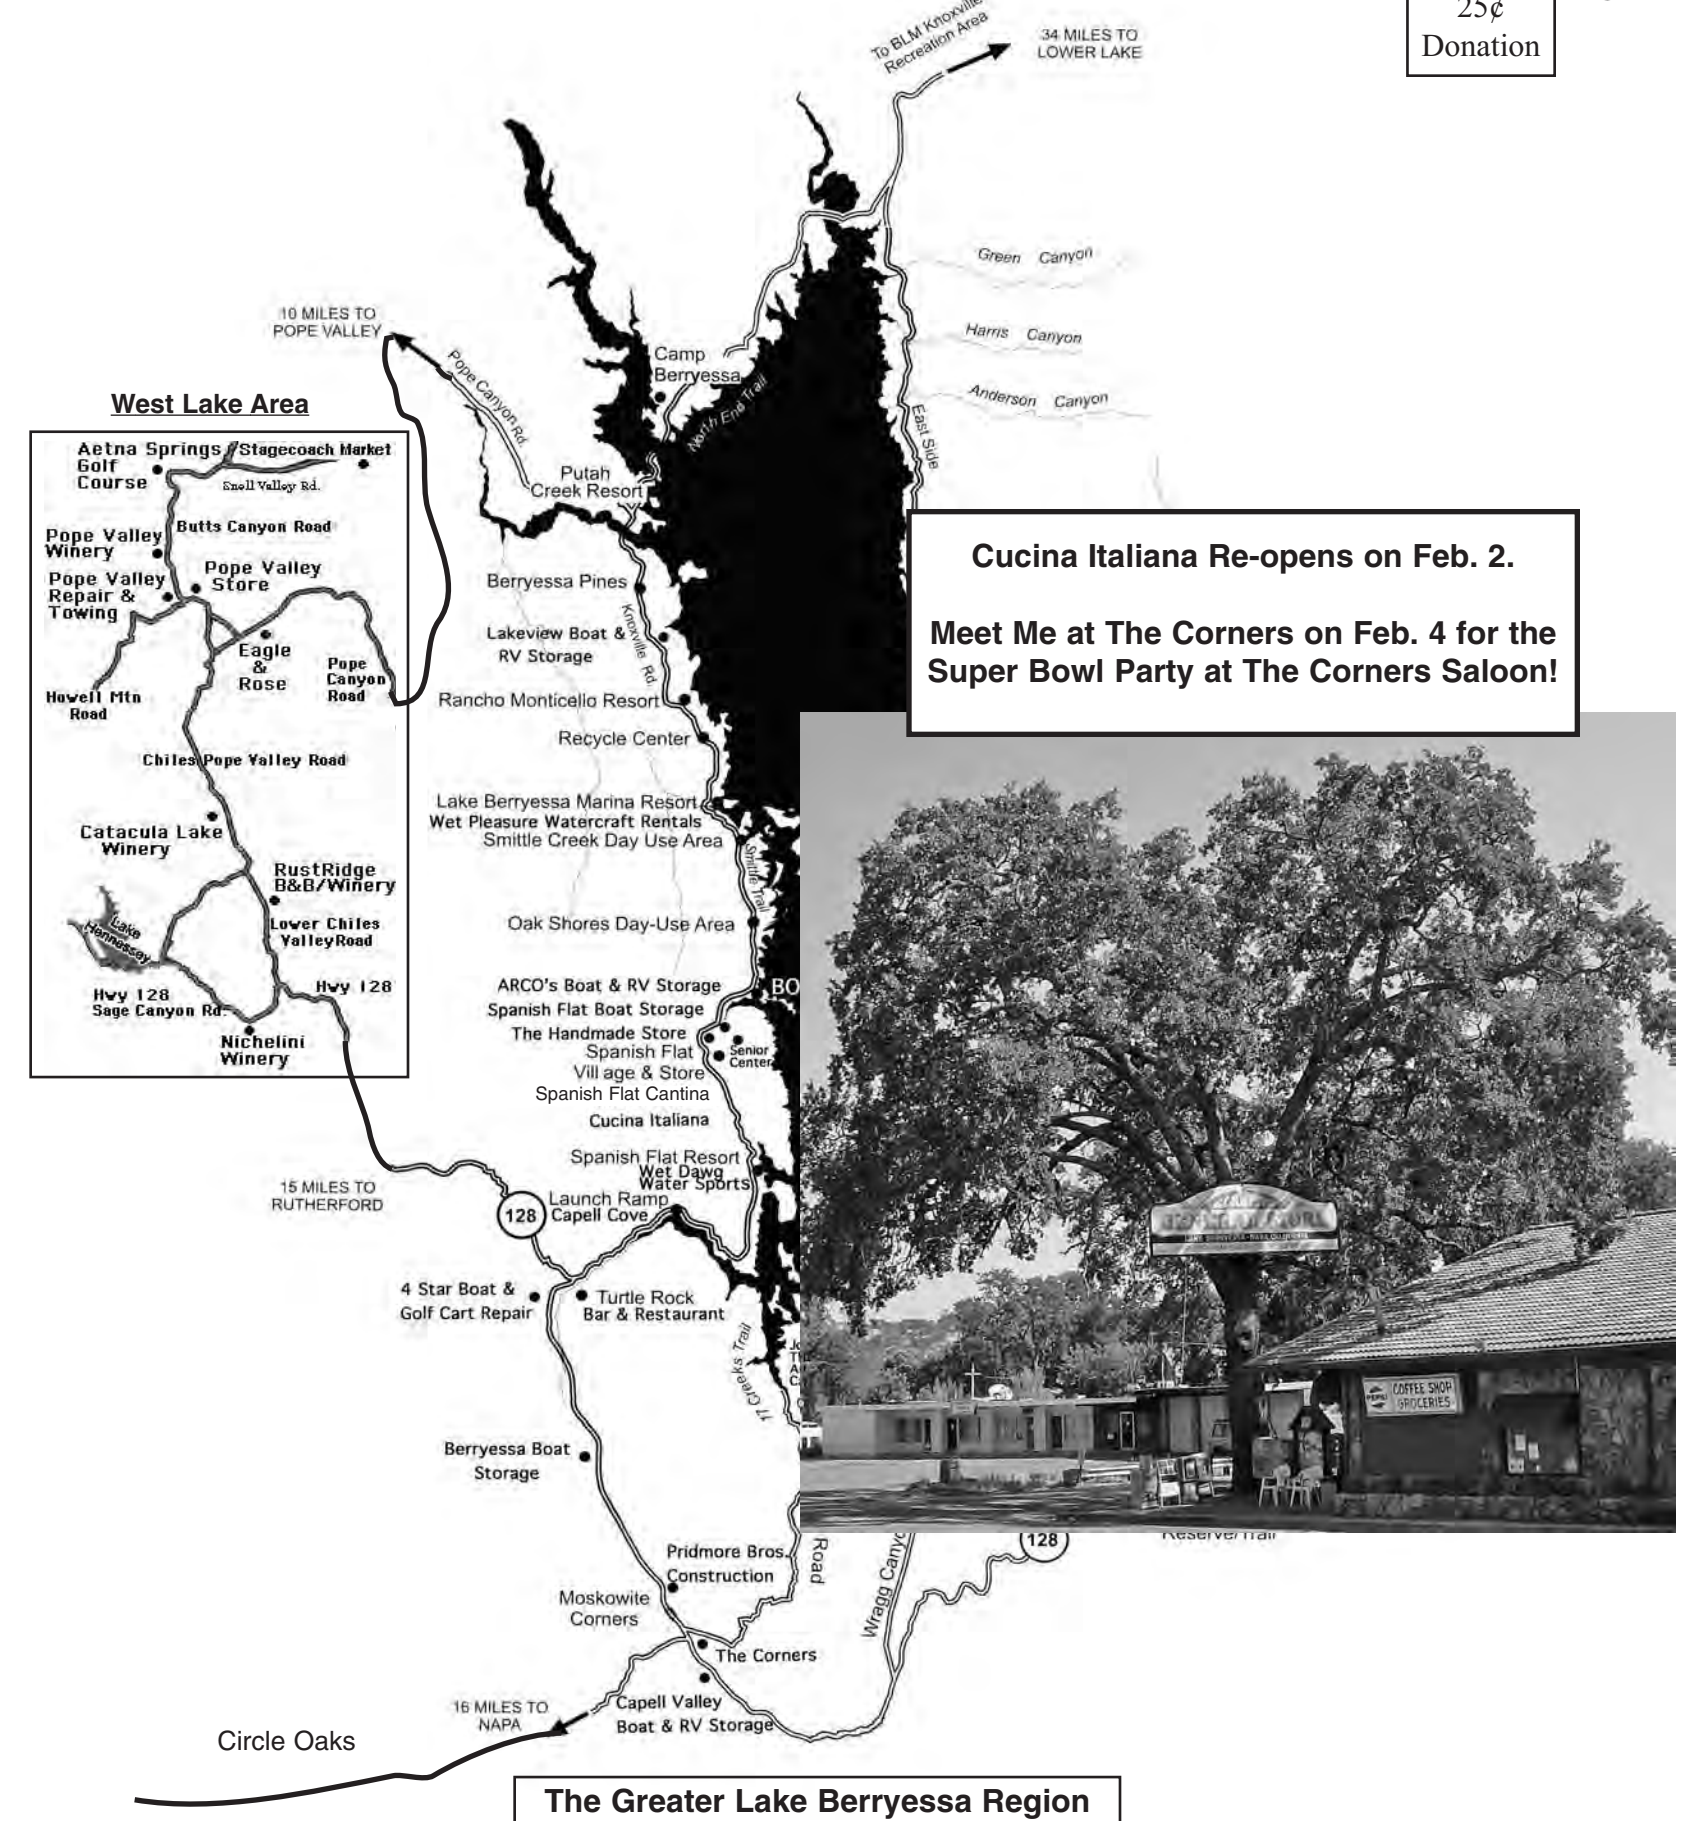 25¢
Donation
To BLM Knoxville
Recreation Area
34 MILES TO
LOWER LAKE
Green Canyon
Harris Canyon
Anderson Canyon
East Side
10 MILES TO
POPE VALLEY
Pope Canyon Rd.
Camp
Berryessa
North End Trail
Putah
Creek Resort
West Lake Area
Aetna Springs
Golf
Course
Stagecoach Market
Snell Valley Rd.
Butts Canyon Road
Pope Valley
Winery
Pope Valley
Store
Pope Valley
Repair &
Towing
Eagle
&
Rose
Pope
Canyon
Road
Howell Mtn
Road
Chiles Pope Valley Road
Catacula Lake
Winery
RustRidge
B&B/Winery
Lower Chiles
Valley Road
Lake
Hennessey
Hwy 128
Hwy 128
Sage Canyon Rd.
Nichelini
Winery
Berryessa Pines
Knoxville Rd.
Lakeview Boat &
RV Storage
Rancho Monticello Resort
Recycle Center
Lake Berryessa Marina Resort
Wet Pleasure Watercraft Rentals
Smittle Creek Day Use Area
Smittle Trail
Oak Shores Day-Use Area
ARCO's Boat & RV Storage
BO
Spanish Flat Boat Storage
The Handmade Store
Spanish Flat
Village & Store
Senior
Center
Spanish Flat Cantina
Cucina Italiana
Spanish Flat Resort
Wet Dawg
Water Sports
Launch Ramp
Capell Cove
15 MILES TO
RUTHERFORD
128
4 Star Boat &
Golf Cart Repair
Turtle Rock
Bar & Restaurant
17 Creeks Trail
Berryessa Boat
Storage
Pridmore Bros.
Construction
Road
Wragg Canyo
128
Reserve/Trail
Moskowite
Corners
The Corners
Capell Valley
Boat & RV Storage
16 MILES TO
NAPA
Circle Oaks
The Greater Lake Berryessa Region
Cucina Italiana Re-opens on Feb. 2.
Meet Me at The Corners on Feb. 4 for the
Super Bowl Party at The Corners Saloon!
PEPSI
COFFEE SHOP
GROCERIES